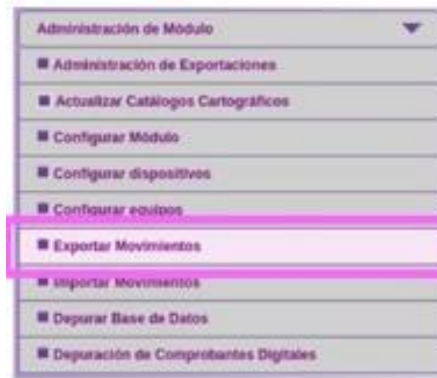 Administración de Módulo
Administración de Exportaciones
Actualizar Catálogos Cartográficos
Configurar Módulo
Configurar dispositivos
Configurar equipos
Exportar Movimientos
Importar Movimientos
Depurar Base de Datos
Depuración de Comprobantes Digitales